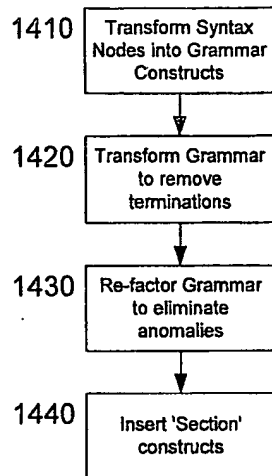 1410
Transform Syntax
Nodes into Grammar
Constructs
1420
Transform Grammar
to remove
terminations
1430
Re-factor Grammar
to eliminate
anomalies
1440
Insert 'Section'
constructs